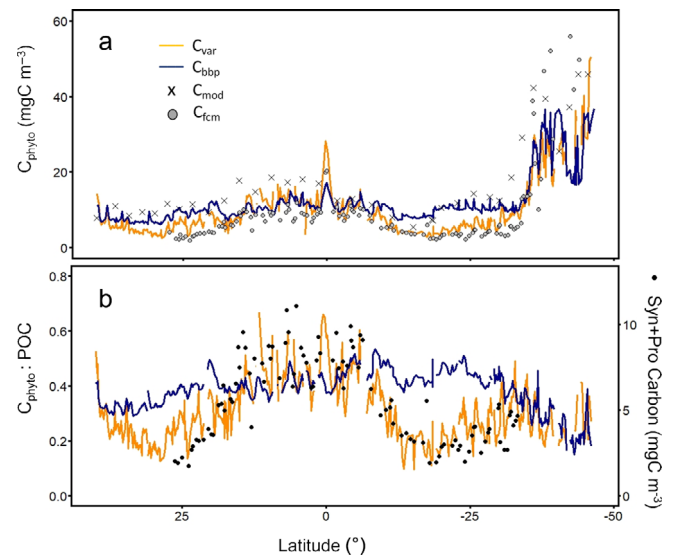 60
40
20
0
Cphyto (mgC m−3)
a
Cvar
Cbbp
Cmod
Cfcm
0.8
0.6
0.4
0.2
0.0
Cphyto : POC
b
10
5
0
Syn+Pro Carbon (mgC m-3)
25
0
-25
-50
Latitude (°)